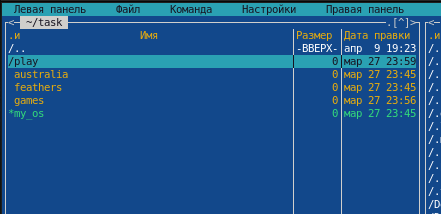 Левая панель Файл Команда Настройки Правая панель
<─ ~/task .[^]>
.и Имя Размер Дата правки
/.. -ВВЕРХ- апр 9 19:23
/play 0 мар 27 23:59
australia 0 мар 27 23:45
feathers 0 мар 27 23:45
games 0 мар 27 23:56
*my_os 0 мар 27 23:45